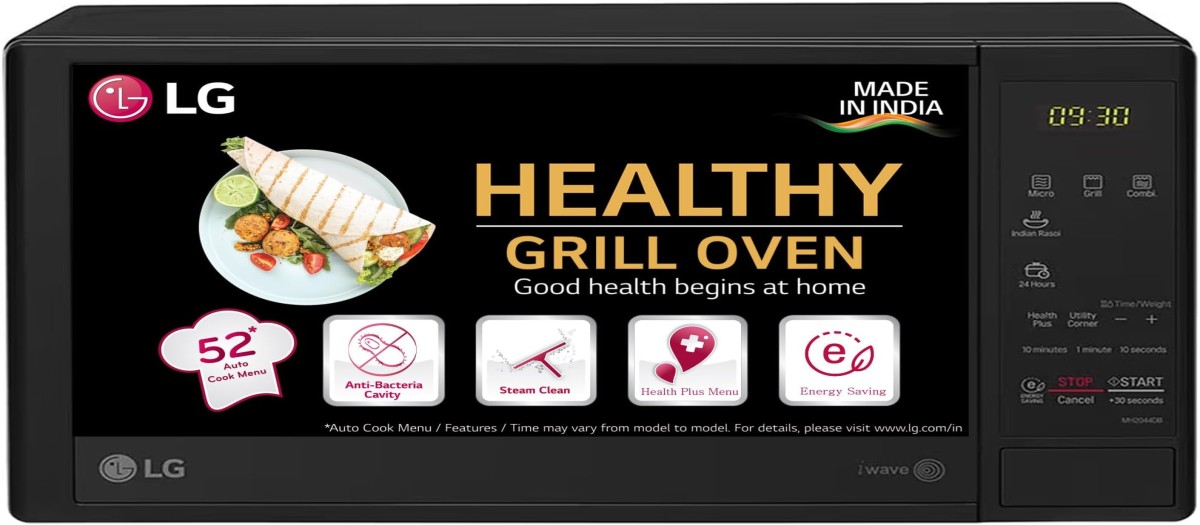 LG
MADE
IN INDIA
HEALTHY
GRILL OVEN
Good health begins at home
52*
Auto
Cook Menu
Anti-Bacteria
Cavity
Steam Clean
Health Plus Menu
e
Energy Saving
*Auto Cook Menu / Features / Time may vary from model to model. For details, please visit www.lg.com/in
LG
iwave
09:30
Micro Grill Combi.
Indian Rasoi
24 Hours
Time/Weight
Health Plus Utility Corner − +
10 minutes 1 minute 10 seconds
e ENERGY SAVING
STOP START
Cancel +30 seconds
MH2044DB